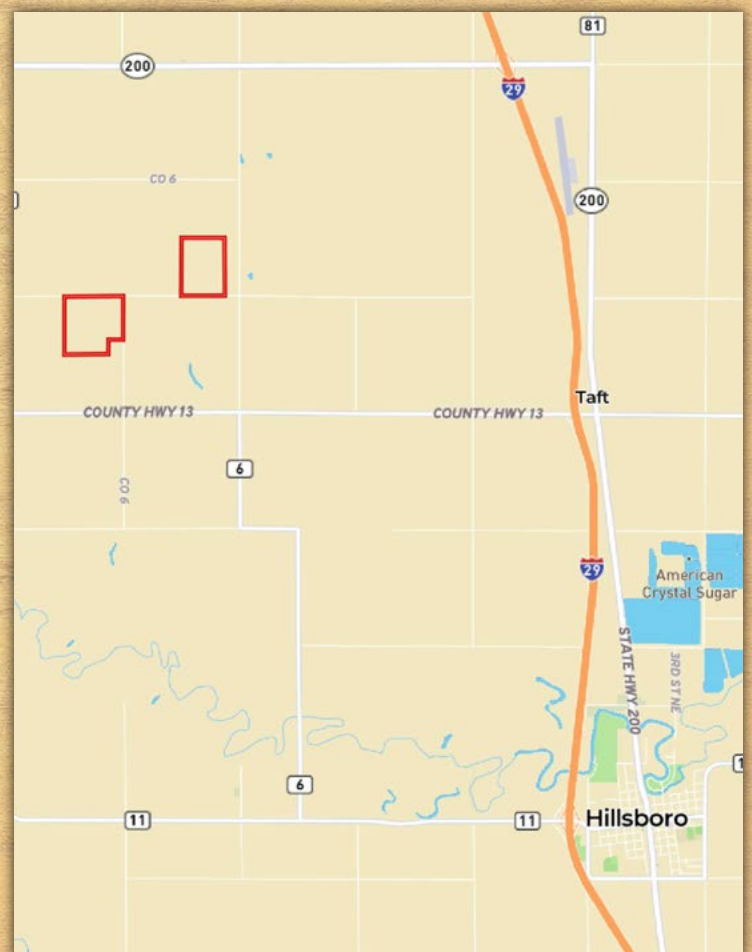 81
200
29
CO 6
200
COUNTY HWY 13
COUNTY HWY 13
Taft
6
CO 6
29
American
Crystal Sugar
STATE HWY 200
3RD ST NE
6
11
11
Hillsboro